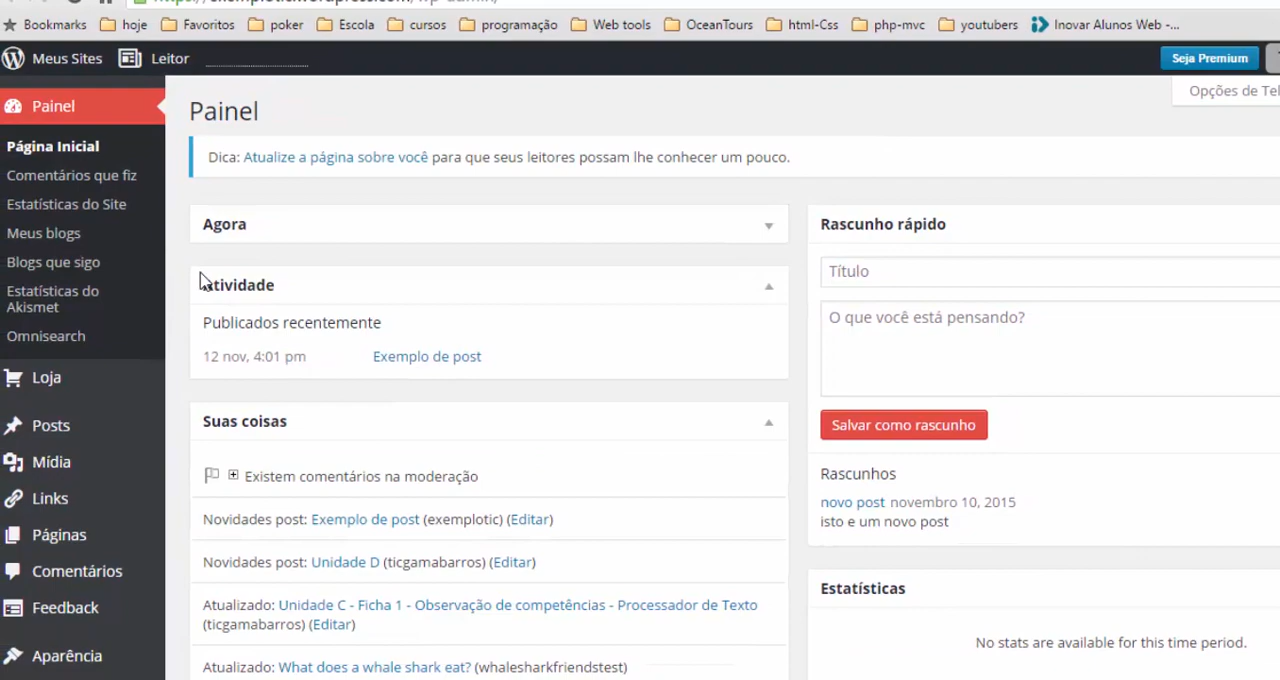 Bookmarks hoje Favoritos poker Escola cursos programação Web tools OceanTours html-Css php-mvc youtubers Inovar Alunos Web -...
Meus Sites Leitor Seja Premium
Painel
Página Inicial
Comentários que fiz
Estatísticas do Site
Meus blogs
Blogs que sigo
Estatísticas do
Akismet
Omnisearch
Loja
Posts
Mídia
Links
Páginas
Comentários
Feedback
Aparência
Opções de Tel
Painel
Dica: Atualize a página sobre você para que seus leitores possam lhe conhecer um pouco.
Agora
tividade
Publicados recentemente
12 nov, 4:01 pm Exemplo de post
Suas coisas
Existem comentários na moderação
Novidades post: Exemplo de post (exemplotic) (Editar)
Novidades post: Unidade D (ticgamabarros) (Editar)
Atualizado: Unidade C - Ficha 1 - Observação de competências - Processador de Texto
(ticgamabarros) (Editar)
Atualizado: What does a whale shark eat? (whalesharkfriendstest)
Rascunho rápido
Título
O que você está pensando?
Salvar como rascunho
Rascunhos
novo post novembro 10, 2015
isto e um novo post
Estatísticas
No stats are available for this time period.